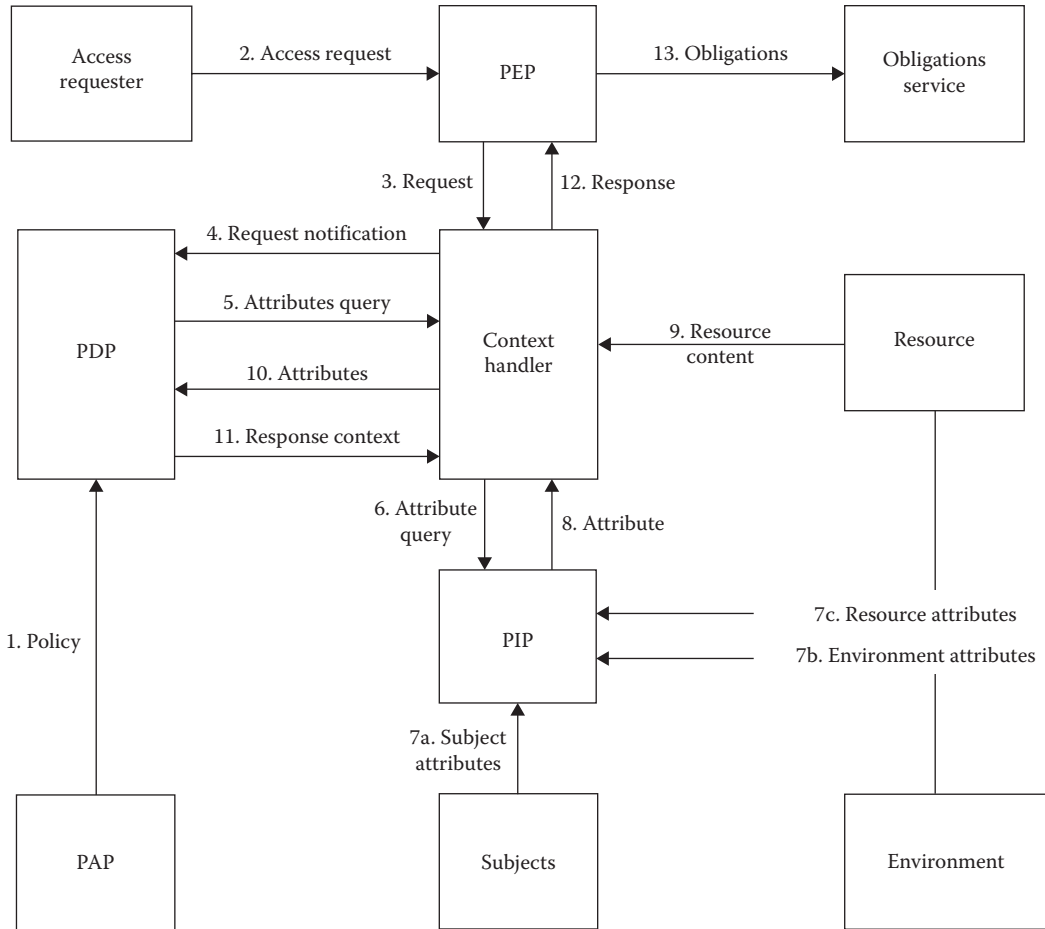 Access
requester
2. Access request
PEP
13. Obligations
Obligations
service
3. Request
12. Response
4. Request notification
5. Attributes query
PDP
Context
handler
9. Resource
content
Resource
10. Attributes
11. Response context
6. Attribute
query
8. Attribute
1. Policy
PIP
7c. Resource attributes
7b. Environment attributes
7a. Subject
attributes
PAP
Subjects
Environment